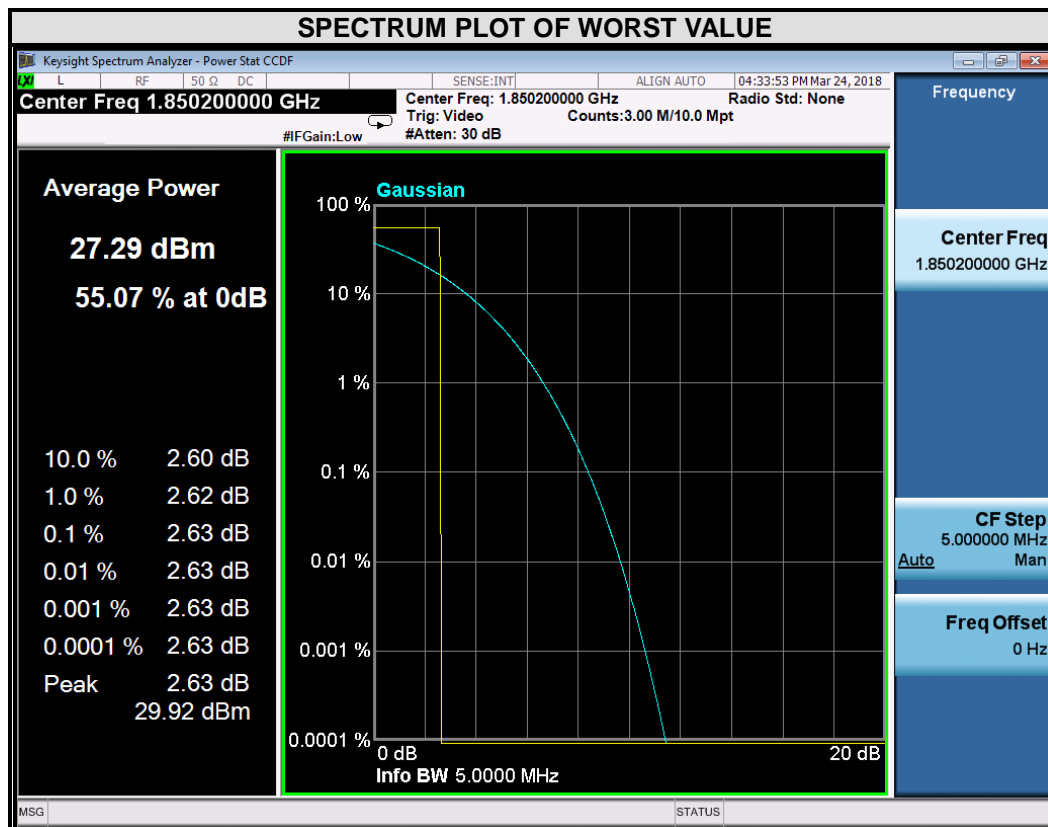 SPECTRUM PLOT OF WORST VALUE
Keysight Spectrum Analyzer - Power Stat CCDF
LXI L RF 50 Ω DC SENSE:INT ALIGN AUTO 04:33:53 PM Mar 24, 2018
Center Freq 1.850200000 GHz
#IFGain:Low
Center Freq: 1.850200000 GHz Radio Std: None
Trig: Video Counts:3.00 M/10.0 Mpt
#Atten: 30 dB
Average Power
27.29 dBm
55.07 % at 0dB
10.0 % 2.60 dB
1.0 % 2.62 dB
0.1 % 2.63 dB
0.01 % 2.63 dB
0.001 % 2.63 dB
0.0001 % 2.63 dB
Peak 2.63 dB
29.92 dBm
Gaussian
100 %
10 %
1 %
0.1 %
0.01 %
0.001 %
0.0001 %
0 dB 20 dB
Info BW 5.0000 MHz
Frequency
Center Freq
1.850200000 GHz
CF Step
5.000000 MHz
Auto Man
Freq Offset
0 Hz
MSG STATUS